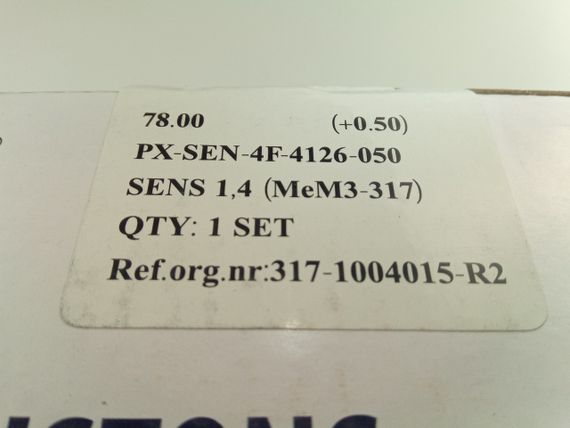 78.00 (+0.50)
PX-SEN-4F-4126-050
SENS 1,4 (MeM3-317)
QTY: 1 SET
Ref.org.nr:317-1004015-R2